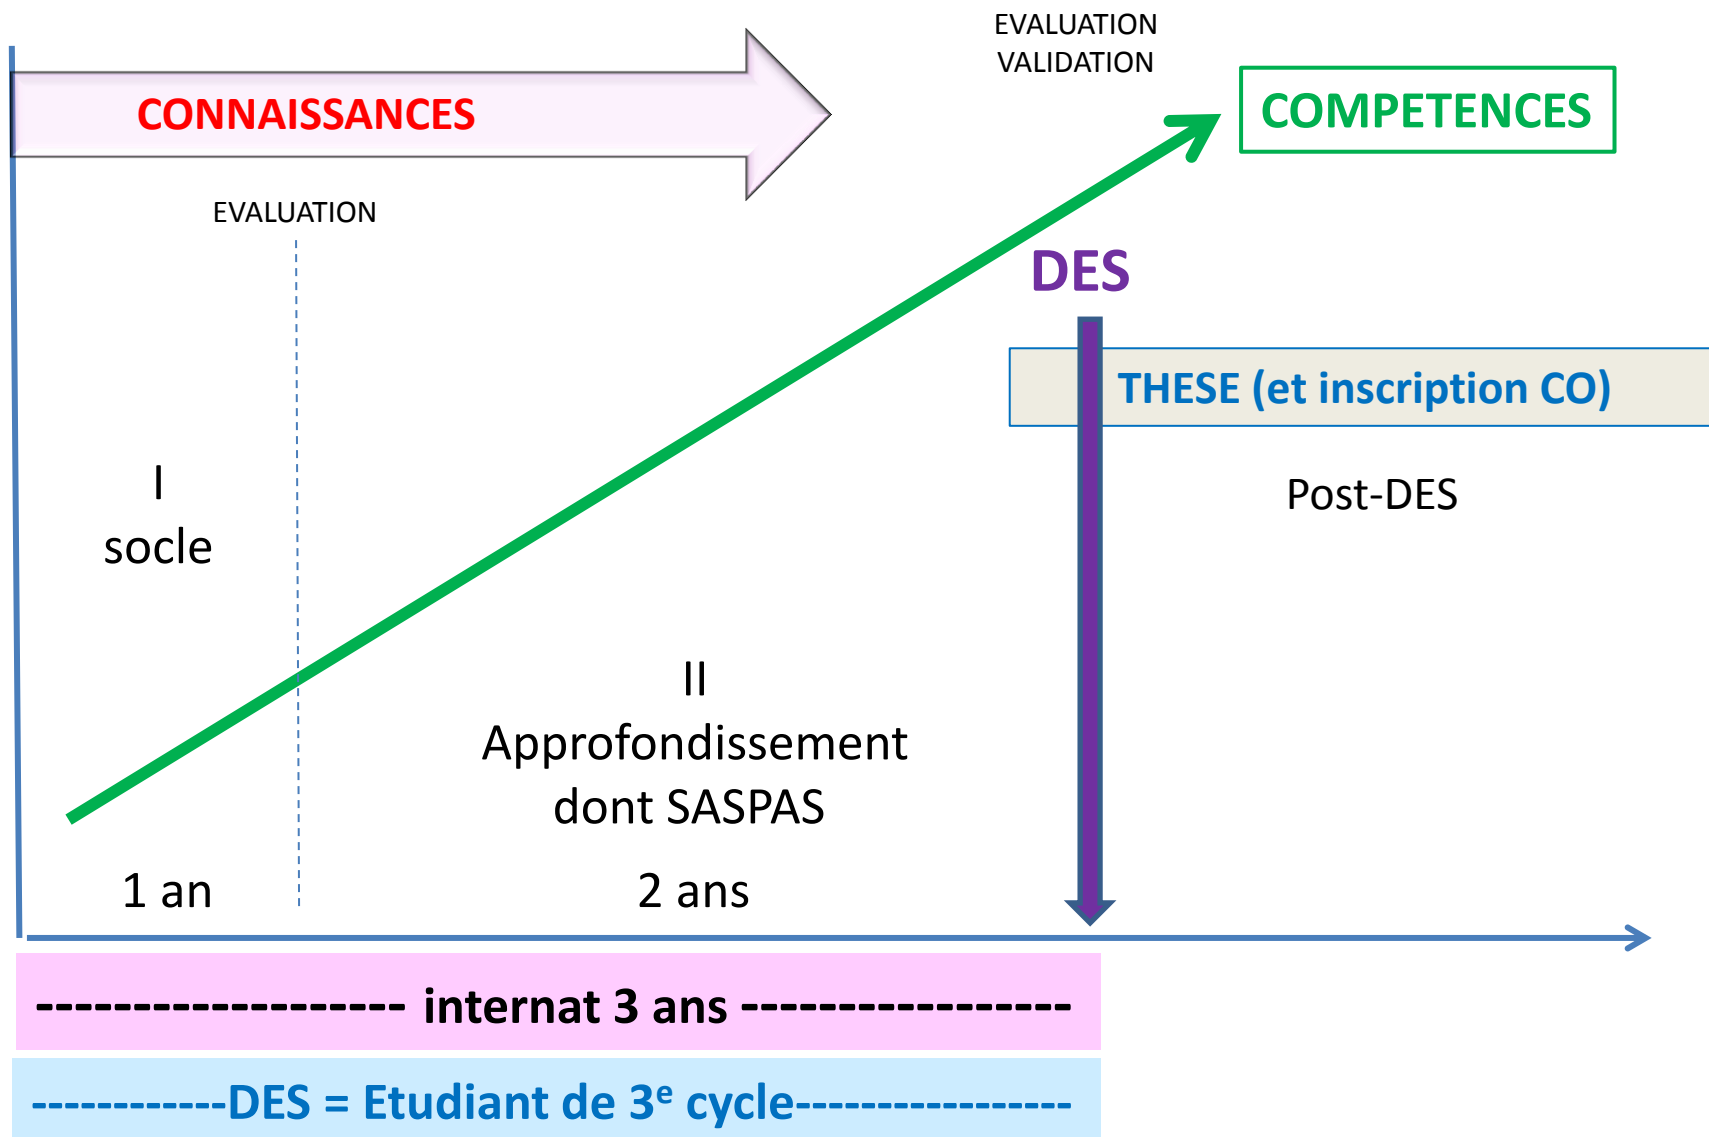 EVALUATION
VALIDATION
CONNAISSANCES
COMPETENCES
EVALUATION
DES
THESE (et inscription CO)
I
socle
Post-DES
II
Approfondissement
dont SASPAS
1 an
2 ans
------------------- internat 3 ans -----------------
------------DES = Etudiant de 3e cycle-----------------